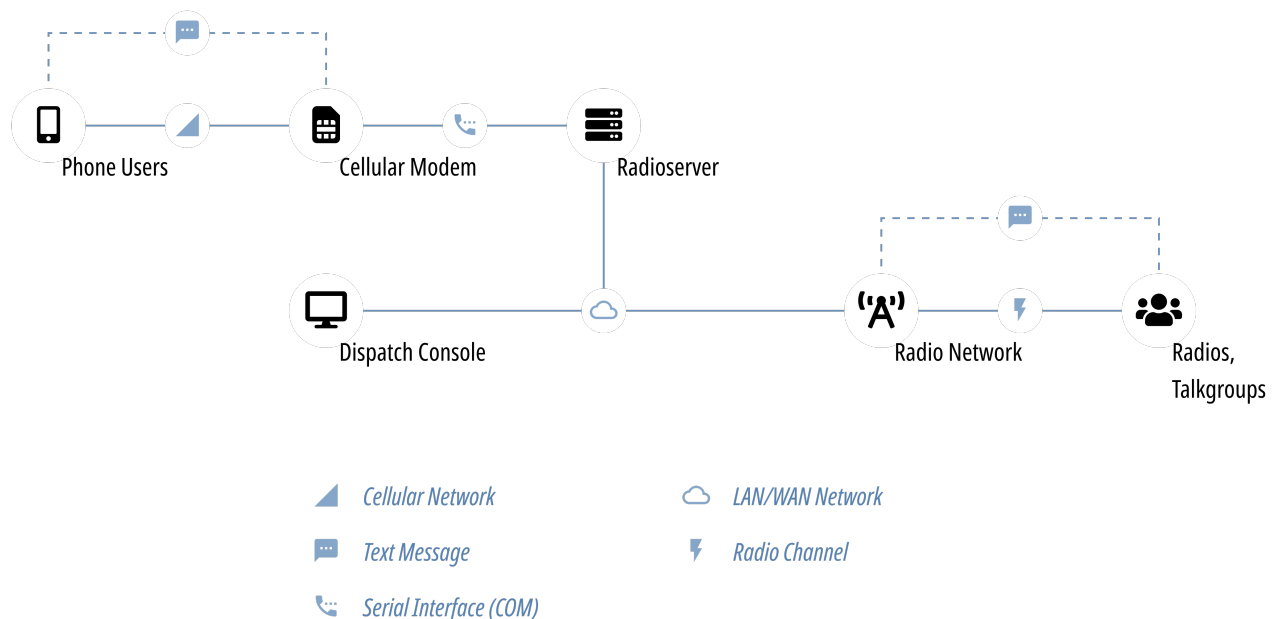 Phone Users
Cellular Modem
Radioserver
Dispatch Console
Radio Network
Radios,
Talkgroups
Cellular Network
LAN/WAN Network
Text Message
Radio Channel
Serial Interface (COM)